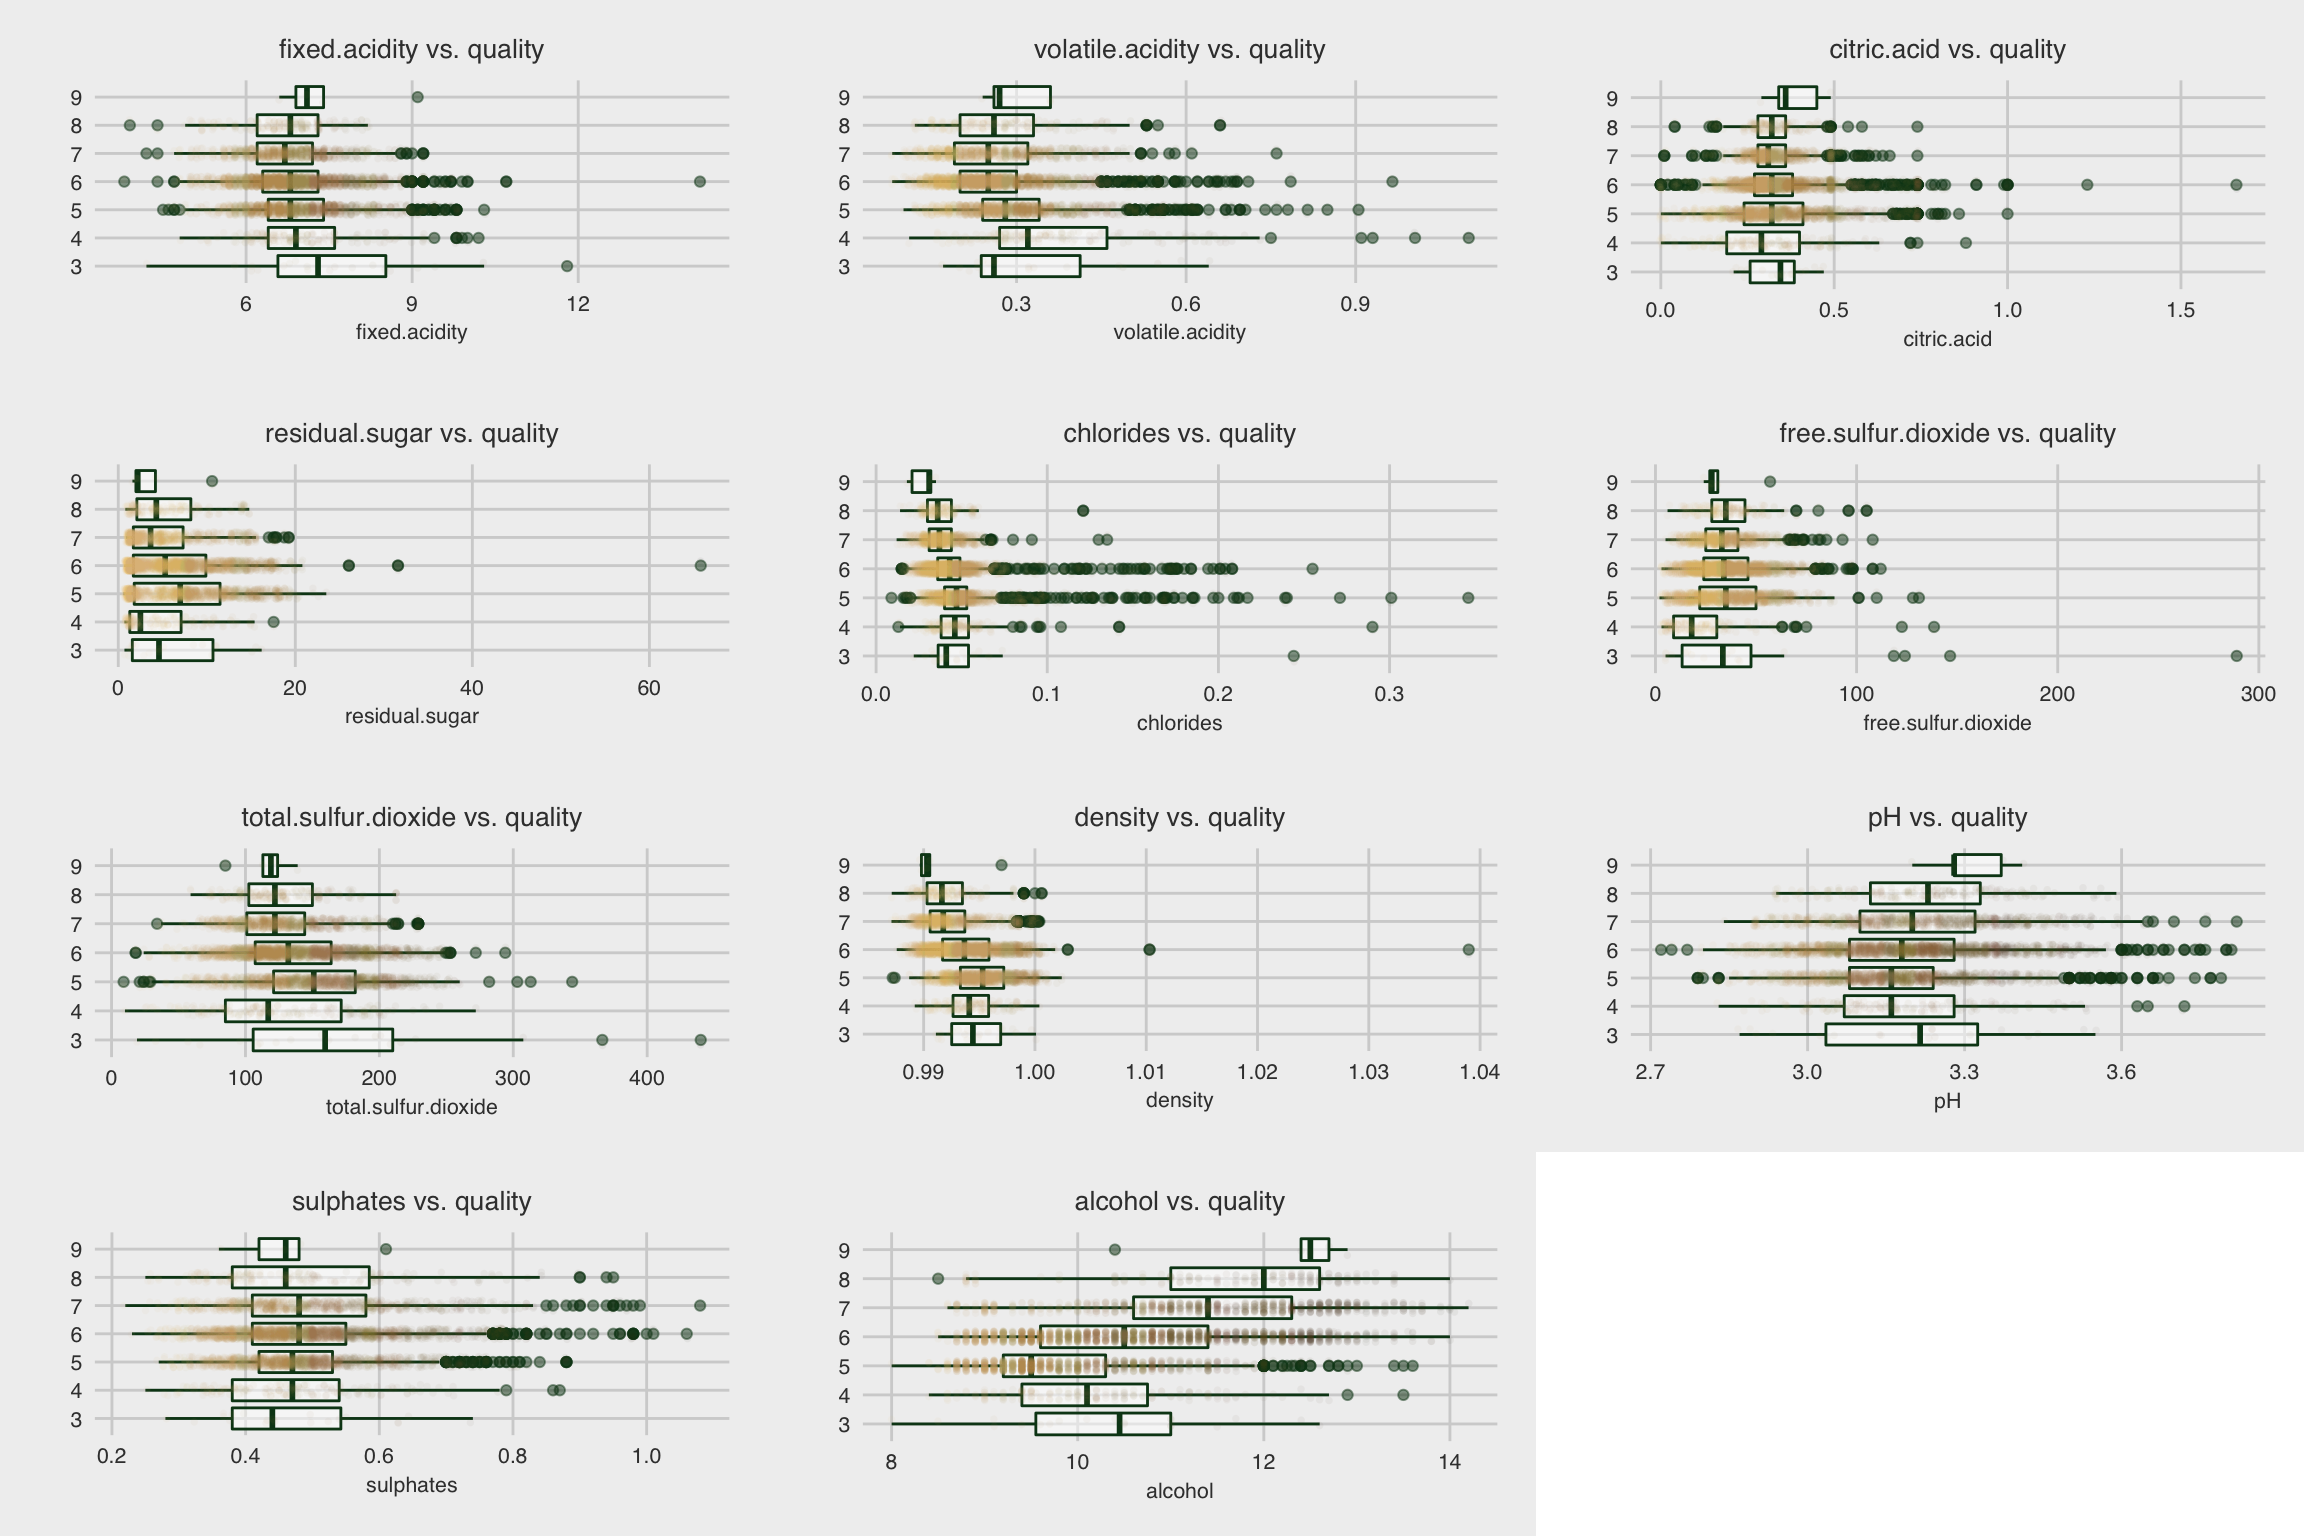 fixed.acidity vs. quality
9
8
7
6
5
4
3
6 9 12
fixed.acidity
volatile.acidity vs. quality
9
8
7
6
5
4
3
0.3 0.6 0.9
volatile.acidity
citric.acid vs. quality
9
8
7
6
5
4
3
0.0 0.5 1.0 1.5
citric.acid
residual.sugar vs. quality
9
8
7
6
5
4
3
0 20 40 60
residual.sugar
chlorides vs. quality
9
8
7
6
5
4
3
0.0 0.1 0.2 0.3
chlorides
free.sulfur.dioxide vs. quality
9
8
7
6
5
4
3
0 100 200 300
free.sulfur.dioxide
total.sulfur.dioxide vs. quality
9
8
7
6
5
4
3
0 100 200 300 400
total.sulfur.dioxide
density vs. quality
9
8
7
6
5
4
3
0.99 1.00 1.01 1.02 1.03 1.04
density
pH vs. quality
9
8
7
6
5
4
3
2.7 3.0 3.3 3.6
pH
sulphates vs. quality
9
8
7
6
5
4
3
0.2 0.4 0.6 0.8 1.0
sulphates
alcohol vs. quality
9
8
7
6
5
4
3
8 10 12 14
alcohol